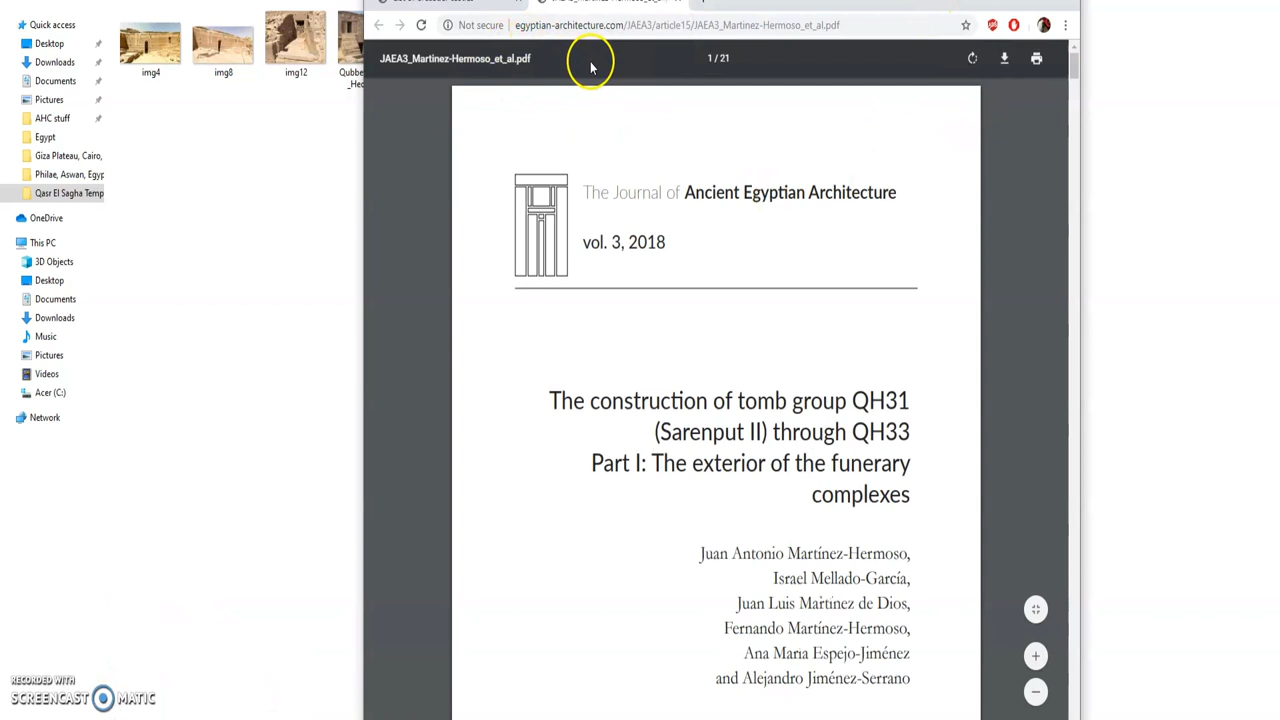 Quick access
Desktop
Downloads
Documents
Pictures
AHC stuff
Egypt
Giza Plateau, Cairo,
Philae, Aswan, Egyp
Qasr El Sagha Temp
OneDrive
This PC
3D Objects
Desktop
Documents
Downloads
Music
Pictures
Videos
Acer (C:)
Network
img4
img8
img12
Qubbe
Not secure
egyptian-architecture.com/JAEA3/article15/JAEA3_Martinez-Hermoso_et_al.pdf
JAEA3_Martinez-Hermoso_et_al.pdf
1 / 21
The Journal of Ancient Egyptian Architecture
vol. 3, 2018
The construction of tomb group QH31
(Sarenput II) through QH33
Part I: The exterior of the funerary
complexes
Juan Antonio Martínez-Hermoso,
Israel Mellado-García,
Juan Luis Martínez de Dios,
Fernando Martínez-Hermoso,
Ana María Espejo-Jiménez
and Alejandro Jiménez-Serrano
RECORDED WITH
SCREENCAST MATIC